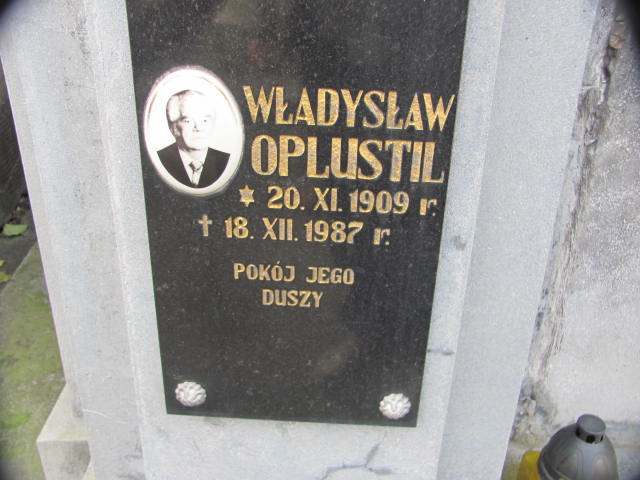 WŁADYSŁAW
OPLUSTIL
✶ 20. XI. 1909 r.
† 18. XII. 1987 r.
POKÓJ JEGO
DUSZY